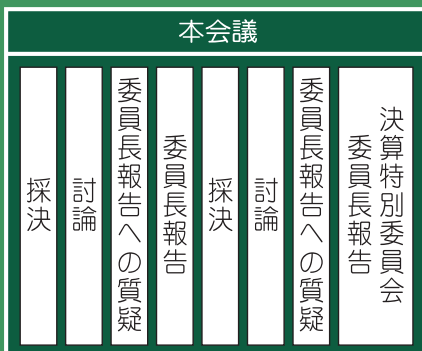 本会議
決算特別委員会
委員長報告
委員長報告への質疑
討論
採決
委員長報告
委員長報告への質疑
討論
採決